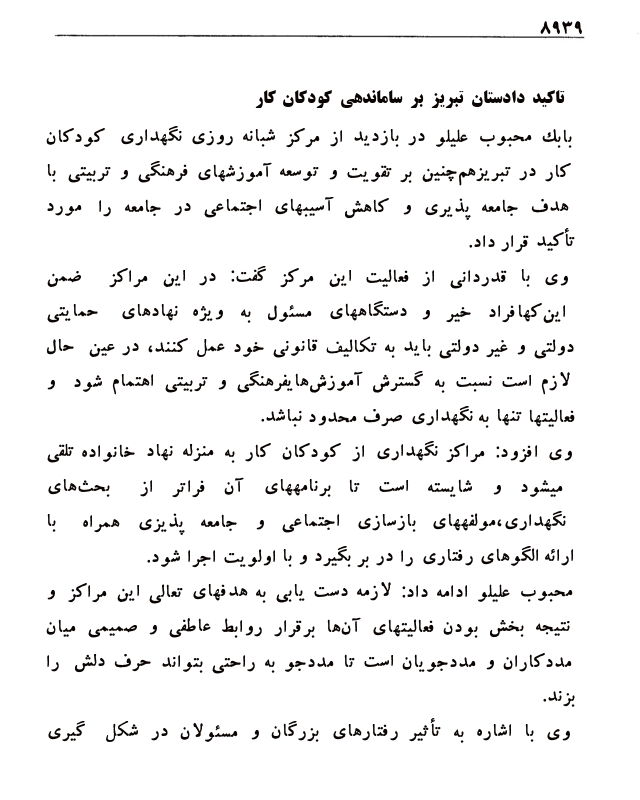 ۸۹۳۹
تاکید دادستان تبریز بر ساماندهی کودکان کار
بابك محبوب علیلو در بازدید از مرکز شبانه روزی نگهداری کودکان
کار در تبریزهم‌چنین بر تقویت و توسعه آموزشهای فرهنگی و تربیتی با
هدف جامعه پذیری و کاهش آسیبهای اجتماعی در جامعه را مورد
تأکید قرار داد.
وی با قدردانی از فعالیت این مرکز گفت: در این مراکز ضمن
این‌کهافراد خیر و دستگاههای مسئول به ویژه نهادهای حمایتی
دولتی و غیر دولتی باید به تکالیف قانونی خود عمل کنند، در عین حال
لازم است نسبت به گسترش آموزش‌هایفرهنگی و تربیتی اهتمام شود و
فعالیتها تنها به نگهداری صرف محدود نباشد.
وی افزود: مراکز نگهداری از کودکان کار به منزله نهاد خانواده تلقی
میشود و شایسته است تا برنامههای آن فراتر از بحث‌های
نگهداری،مولفههای بازسازی اجتماعی و جامعه پذیزی همراه با
ارائه الگوهای رفتاری را در بر بگیرد و با اولویت اجرا شود.
محبوب علیلو ادامه داد: لازمه دست یابی به هدفهای تعالی این مراکز و
نتیجه بخش بودن فعالیتهای آن‌ها برقرار روابط عاطفی و صمیمی میان
مددکاران و مددجویان است تا مددجو به راحتی بتواند حرف دلش را
بزند.
وی با اشاره به تأثیر رفتارهای بزرگان و مسئولان در شکل گیری